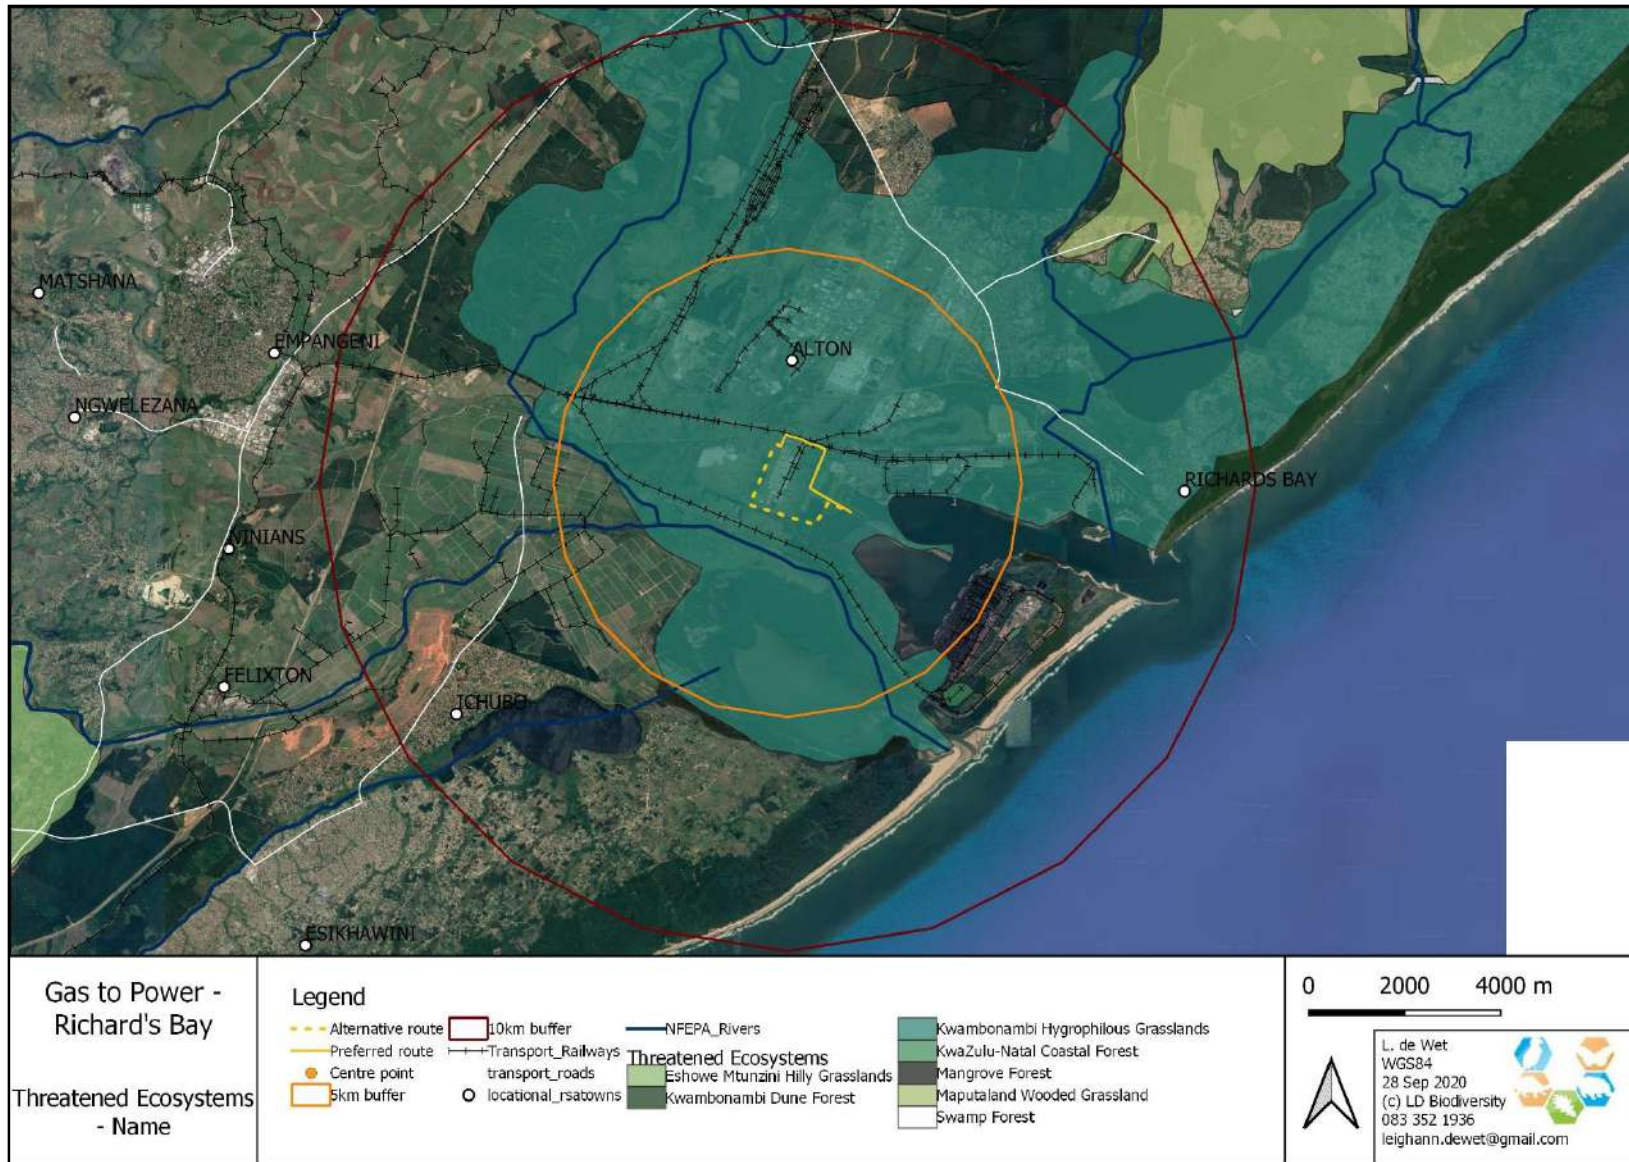 MATSHANA
EMPANGENI
ALTON
NGWELEZANA
RICHARDS BAY
NINIANS
FELIXTON
ICHUBO
ESIKHAWINI
Gas to Power -
Richard's Bay
Threatened Ecosystems
- Name
Legend
Alternative route
Preferred route
Centre point
5km buffer
10km buffer
Transport_Railways
transport_roads
locational_rsatowns
NFEPA_Rivers
Threatened Ecosystems
Eshowe Mtunzini Hilly Grasslands
Kwambonambi Dune Forest
Kwambonambi Hygrophilous Grasslands
KwaZulu-Natal Coastal Forest
Mangrove Forest
Maputaland Wooded Grassland
Swamp Forest
0 2000 4000 m
L. de Wet
WGS84
28 Sep 2020
(c) LD Biodiversity
083 352 1936
leighann.dewet@gmail.com